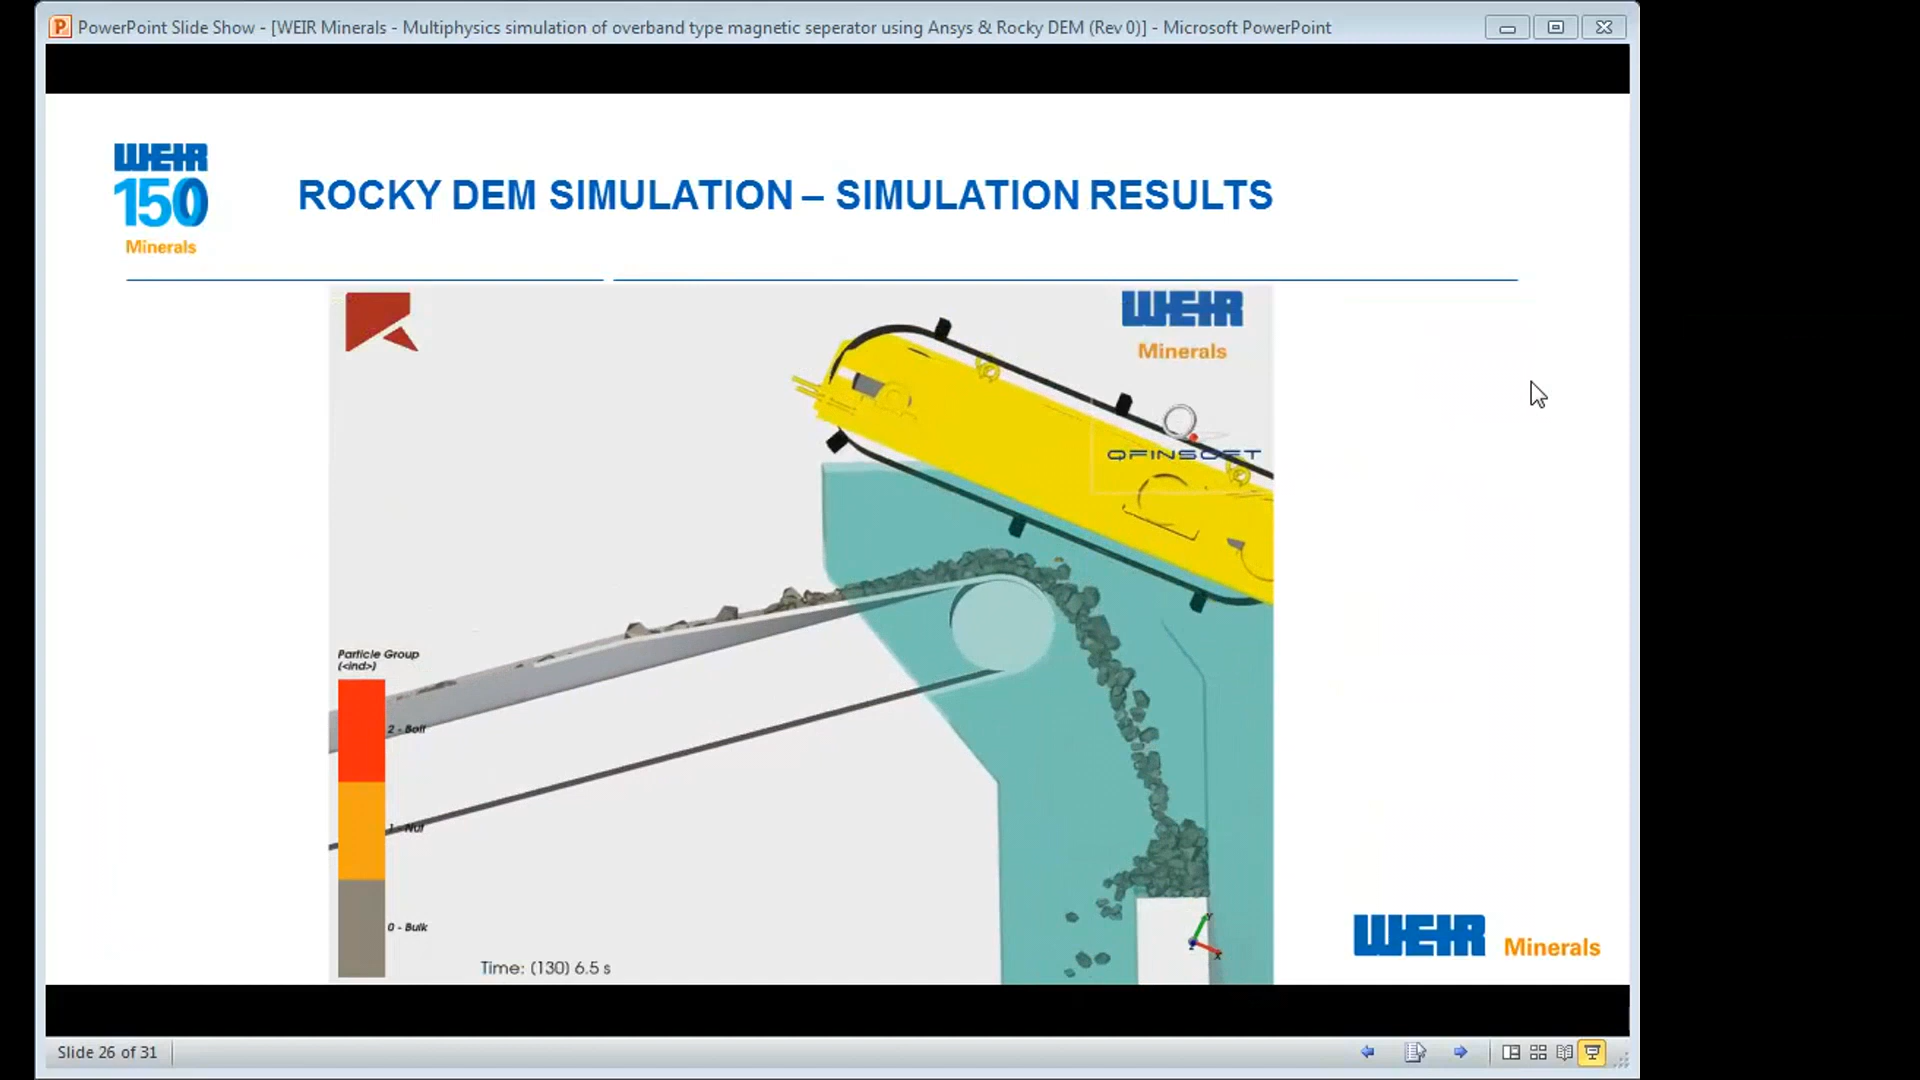 PowerPoint Slide Show - [WEIR Minerals - Multiphysics simulation of overband type magnetic seperator using Ansys & Rocky DEM (Rev 0)] - Microsoft PowerPoint
WEIR
150
Minerals
ROCKY DEM SIMULATION – SIMULATION RESULTS
WEIR
Minerals
QFINSOFT
Particle Group
(<ind>)
2 - Bolt
1 - Nut
0 - Bulk
Time: (130) 6.5 s
Y
Z
X
WEIR Minerals
Slide 26 of 31